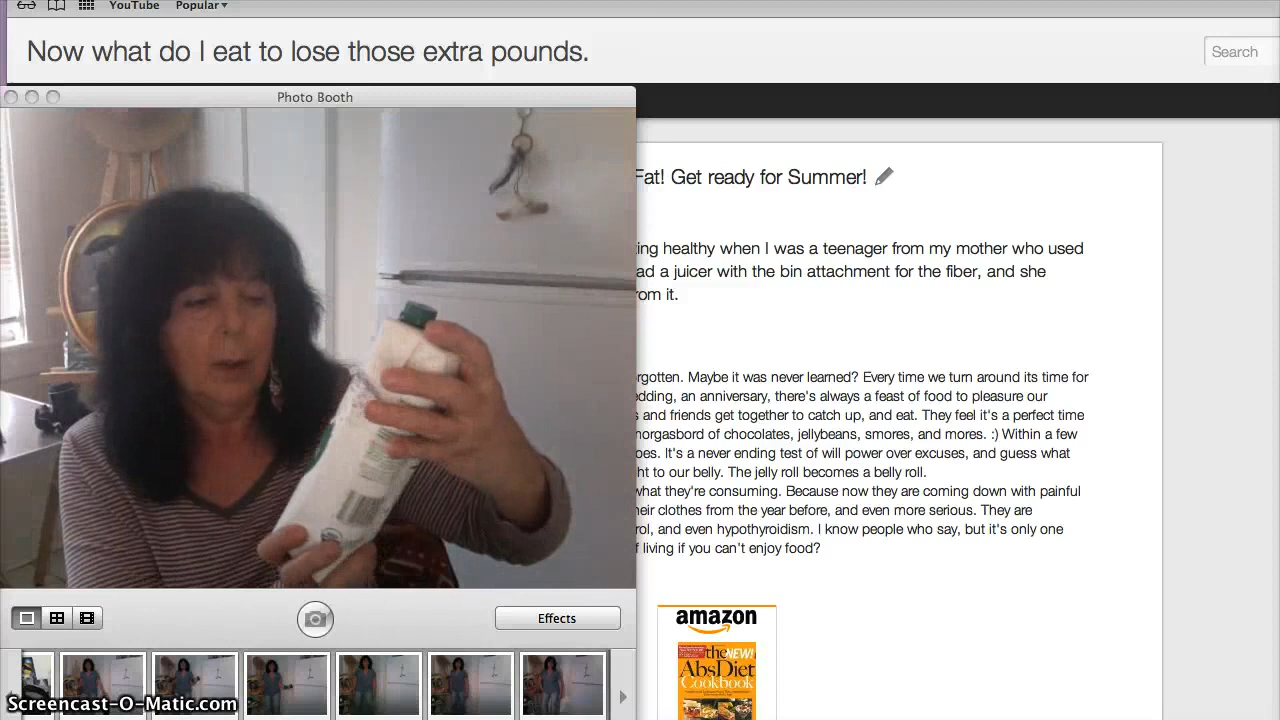 YouTube Popular
Now what do I eat to lose those extra pounds.
Search
Photo Booth
Fat! Get ready for Summer!
ting healthy when I was a teenager from my mother who used
ad a juicer with the bin attachment for the fiber, and she
rom it.
rgotten. Maybe it was never learned? Every time we turn around its time for
dding, an anniversary, there's always a feast of food to pleasure our
s and friends get together to catch up, and eat. They feel it's a perfect time
norgasbord of chocolates, jellybeans, smores, and mores. :) Within a few
oes. It's a never ending test of will power over excuses, and guess what
ht to our belly. The jelly roll becomes a belly roll.
what they're consuming. Because now they are coming down with painful
heir clothes from the year before, and even more serious. They are
rol, and even hypothyroidism. I know people who say, but it's only one
f living if you can't enjoy food?
Effects
amazon
the NEW!
AbsDiet
Cookbook
Screencast-O-Matic.com